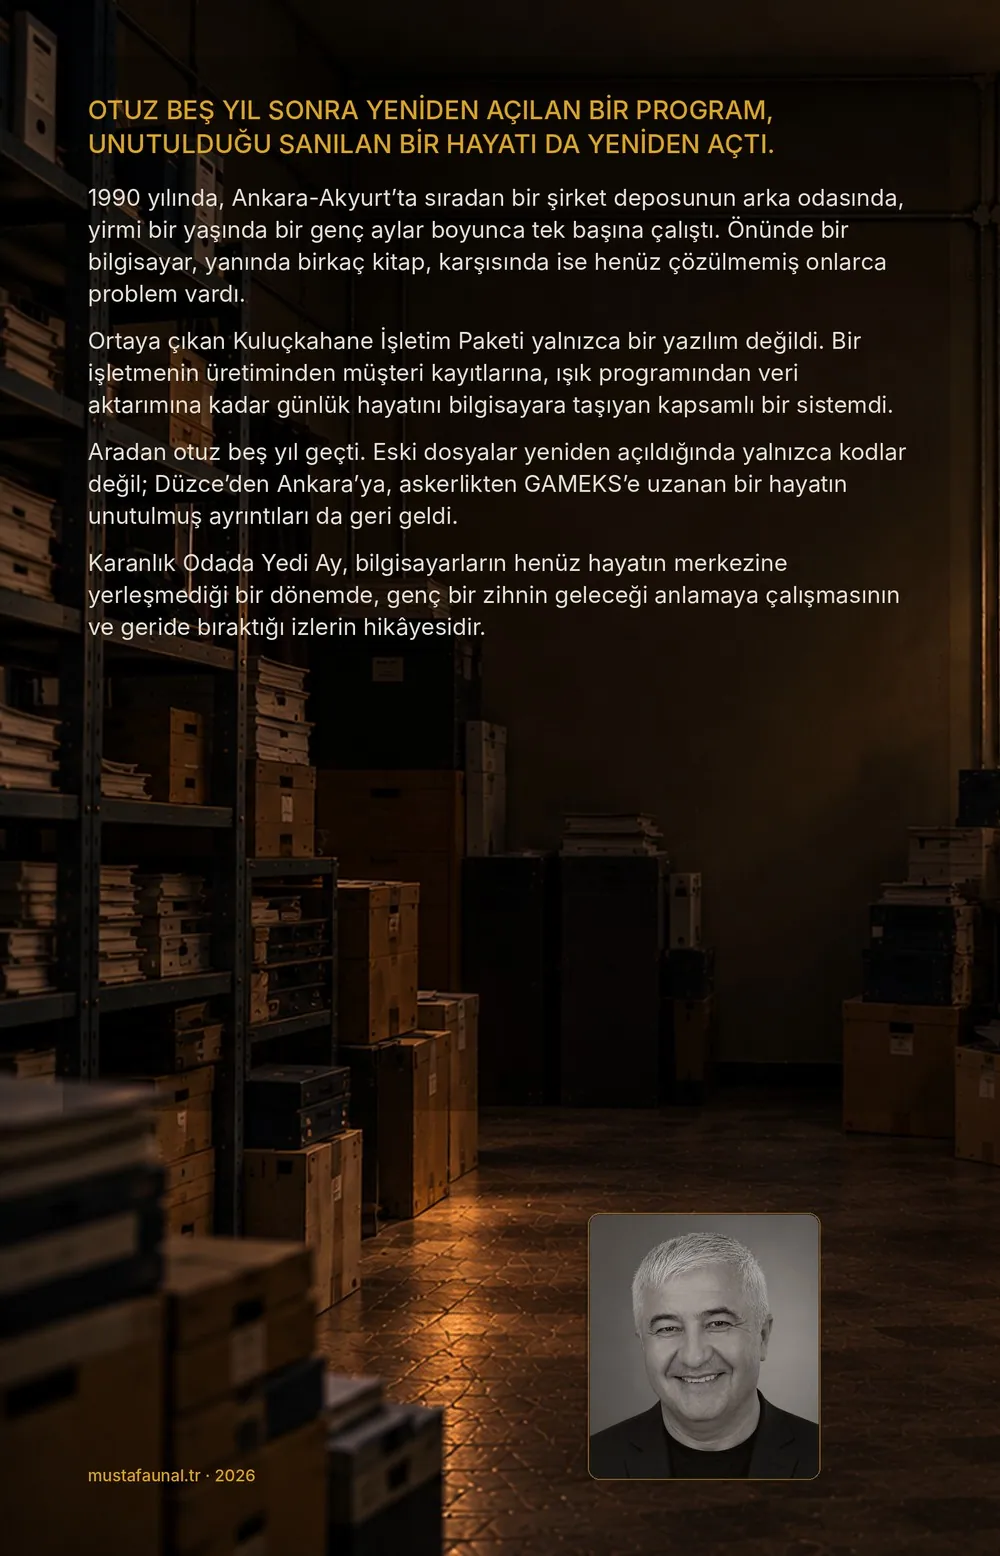 OTUZ BEŞ YIL SONRA YENİDEN AÇILAN BİR PROGRAM,
UNUTULDUĞU SANILAN BİR HAYATI DA YENİDEN AÇTI.
1990 yılında, Ankara-Akyurt’ta sıradan bir şirket deposunun arka odasında,
yirmi bir yaşında bir genç aylar boyunca tek başına çalıştı. Önünde bir
bilgisayar, yanında birkaç kitap, karşısında ise henüz çözülmemiş onlarca
problem vardı.
Ortaya çıkan Kuluçkahane İşletim Paketi yalnızca bir yazılım değildi. Bir
işletmenin üretiminden müşteri kayıtlarına, ışık programından veri
aktarımına kadar günlük hayatını bilgisayara taşıyan kapsamlı bir sistemdi.
Aradan otuz beş yıl geçti. Eski dosyalar yeniden açıldığında yalnızca kodlar
değil; Düzce’den Ankara’ya, askerlikten GAMEKS’e uzanan bir hayatın
unutulmuş ayrıntıları da geri geldi.
Karanlık Odada Yedi Ay, bilgisayarların henüz hayatın merkezine
yerleşmediği bir dönemde, genç bir zihnin geleceği anlamaya çalışmasının
ve geride bıraktığı izlerin hikâyesidir.
mustafaunal.tr · 2026